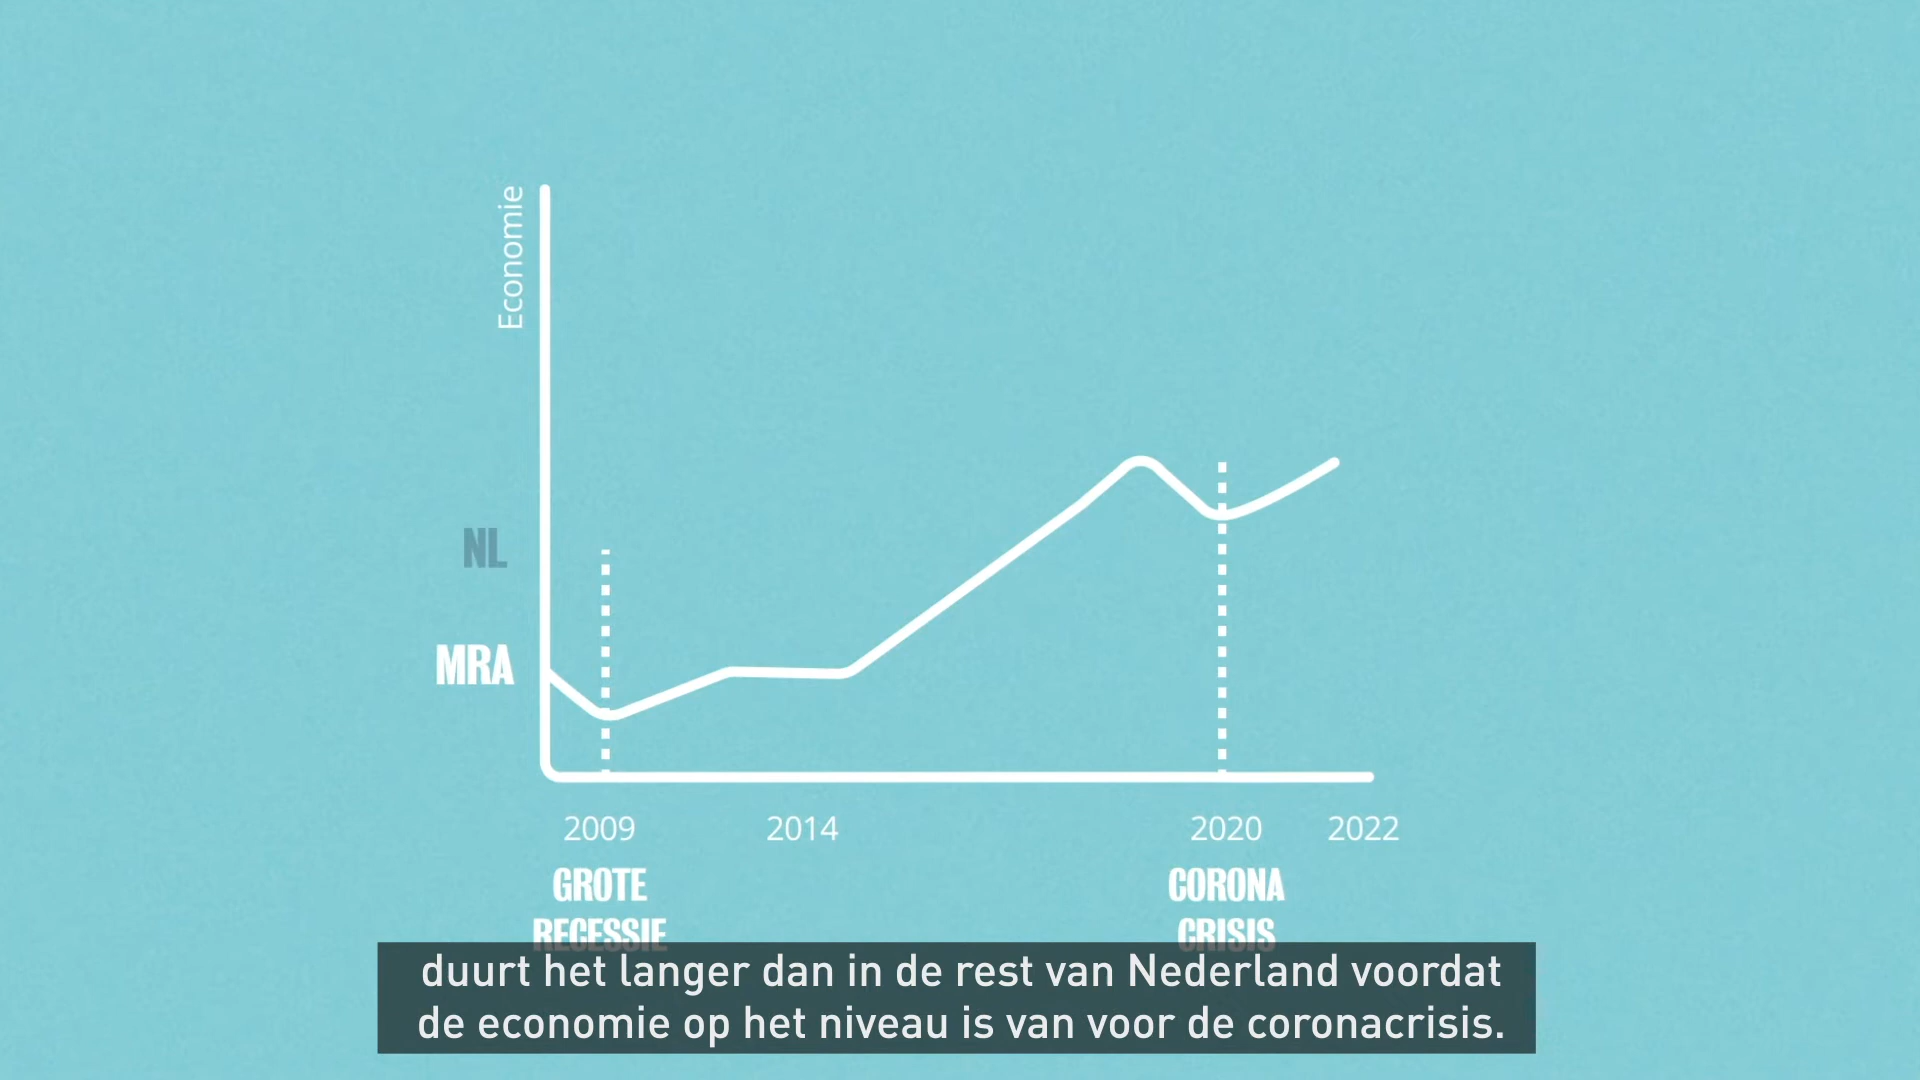 Economie
NL
MRA
2009
2014
2020
2022
GROTE
RECESSIE
CORONA
CRISIS
duurt het langer dan in de rest van Nederland voordat
de economie op het niveau is van voor de coronacrisis.